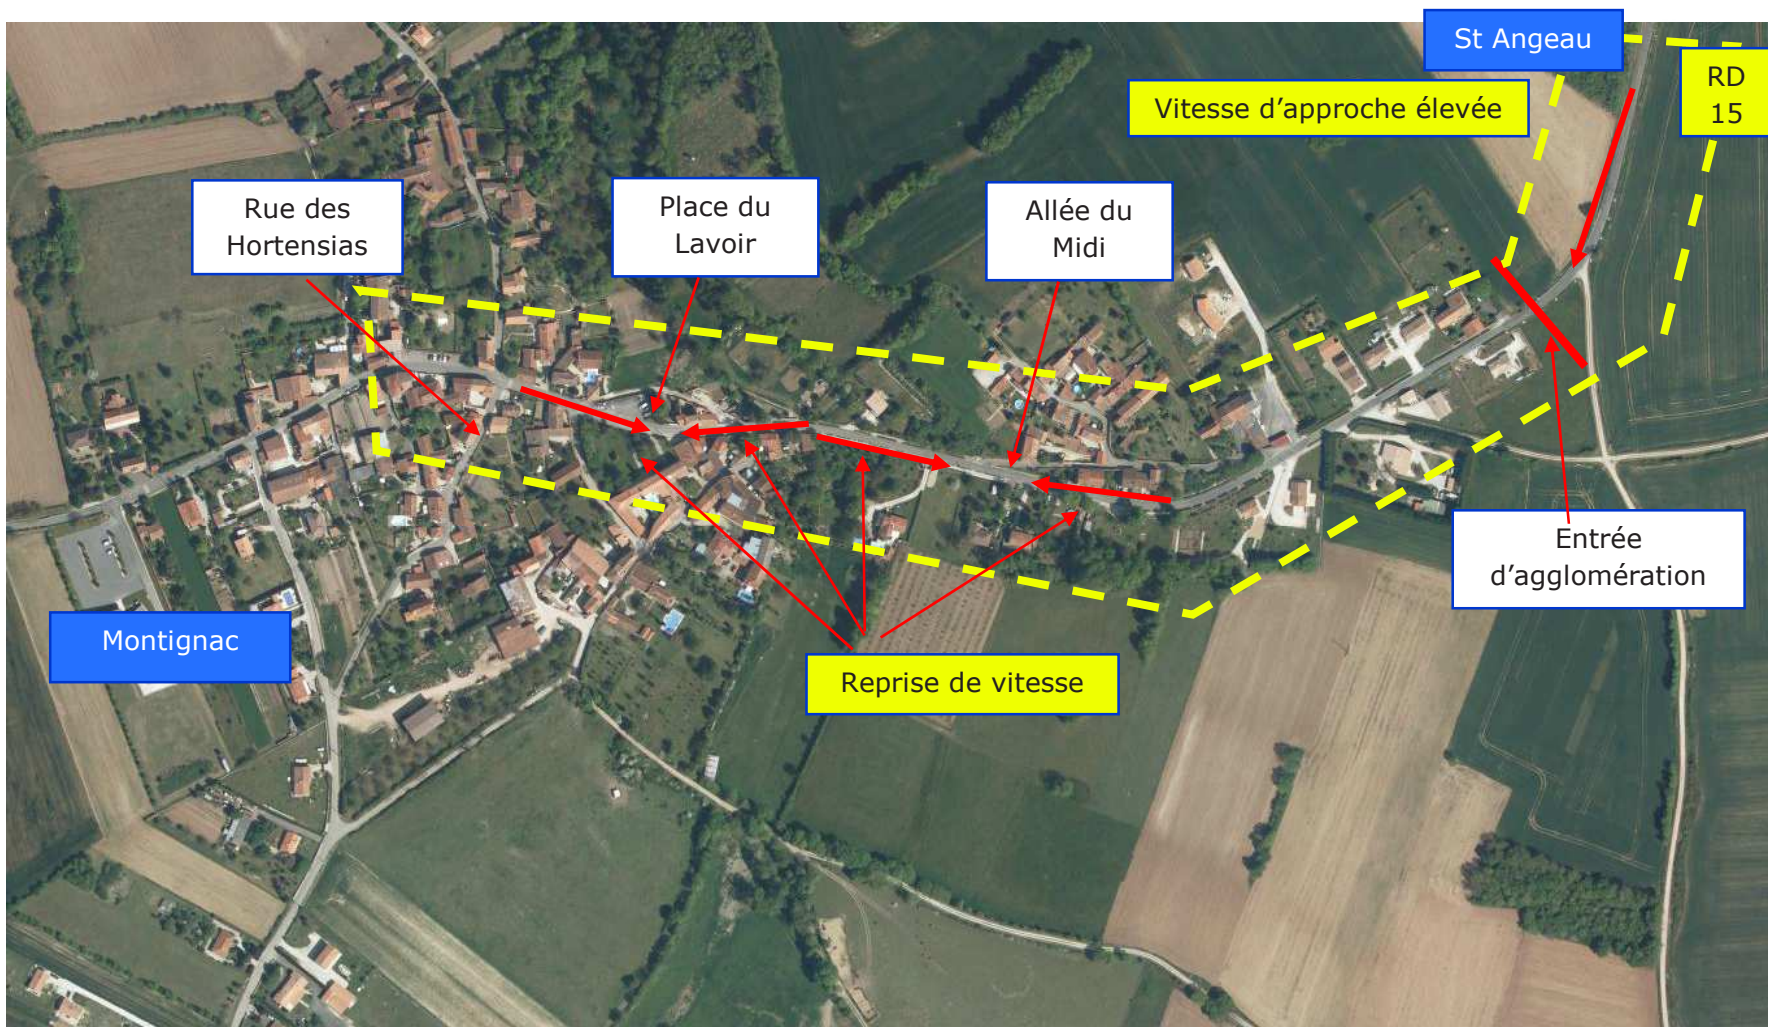 St Angeau
RD
15
Vitesse d'approche élevée
Rue des
Hortensias
Place du
Lavoir
Allée du
Midi
Entrée
d'agglomération
Montignac
Reprise de vitesse